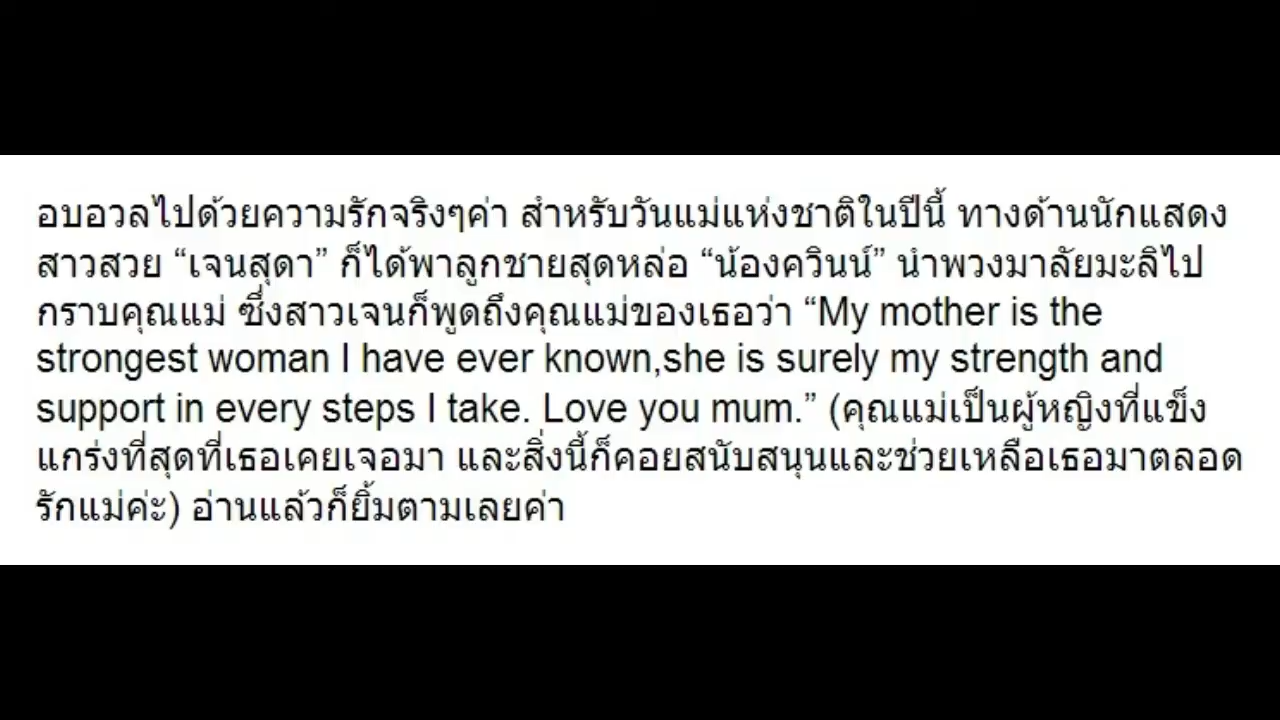 อบอวลไปด้วยความรักจริงๆค่า สำหรับวันแม่แห่งชาติในปีนี้ ทางด้านนักแสดง
สาวสวย “เจนสุดา” ก็ได้พาลูกชายสุดหล่อ “น้องควินน์” นำพวงมาลัยมะลิไป
กราบคุณแม่ ซึ่งสาวเจนก็พูดถึงคุณแม่ของเธอว่า “My mother is the
strongest woman I have ever known,she is surely my strength and
support in every steps I take. Love you mum.” (คุณแม่เป็นผู้หญิงที่แข็ง
แกร่งที่สุดที่เธอเคยเจอมา และสิ่งนี้ก็คอยสนับสนุนและช่วยเหลือเธอมาตลอด
รักแม่ค่ะ) อ่านแล้วก็ยิ้มตามเลยค่า